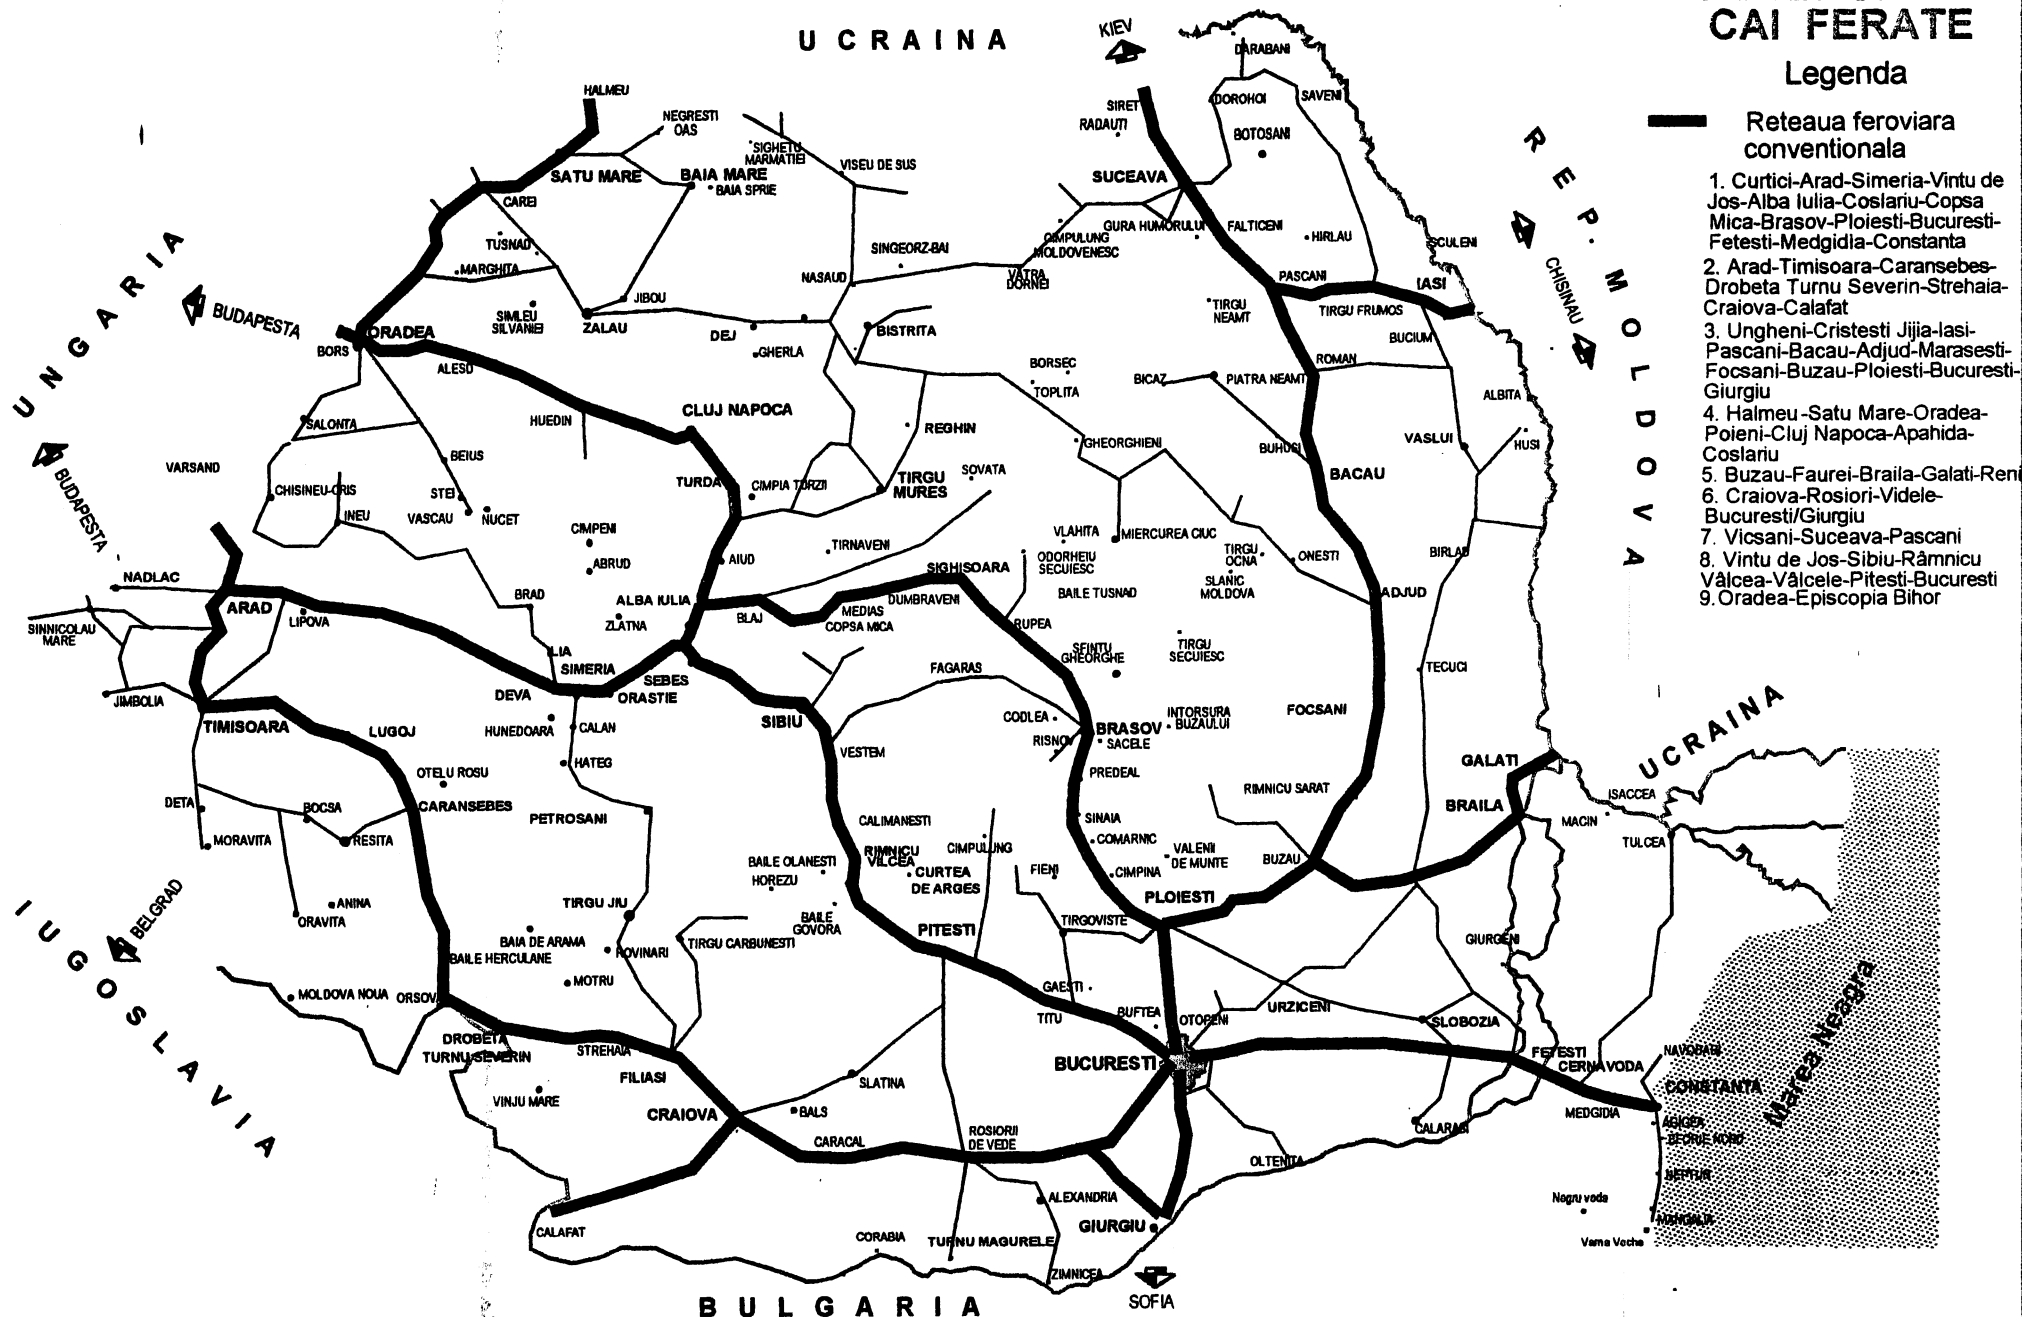 CAI FERATE
Legenda
Reteaua feroviara
conventionala
1. Curtici-Arad-Simeria-Vintu de
Jos-Alba Iulia-Coslariu-Copsa
Mica-Brasov-Ploiesti-Bucuresti-
Fetesti-Medgidia-Constanta
2. Arad-Timisoara-Caransebes-
Drobeta Turnu Severin-Strehaia-
Craiova-Calafat
3. Ungheni-Cristesti Jijia-Iasi-
Pascani-Bacau-Adjud-Marasesti-
Focsani-Buzau-Ploiesti-Bucuresti-
Giurgiu
4. Halmeu-Satu Mare-Oradea-
Poieni-Cluj Napoca-Apahida-
Coslariu
5. Buzau-Faurei-Braila-Galati-Reni
6. Craiova-Rosiori-Videle-
Bucuresti/Giurgiu
7. Vicsani-Suceava-Pascani
8. Vintu de Jos-Sibiu-Râmnicu
Vâlcea-Vâlcele-Pitesti-Bucuresti
9.Oradea-Episcopia Bihor
UCRAINA
KIEV
DARABANI
HALMEU
SIRET
DOROHOI
SAVENI
NEGRESTI
OAS
RADAUTI
BOTOSANI
SIGHETU
MARMATIEI
VISEU DE SUS
SATU MARE
BAIA MARE
BAIA SPRIE
SUCEAVA
REP. MOLDOVA
CAREI
GURA HUMORULUI
FALTICENI
HIRLAU
SCULENI
TUSNAD
CIMPULUNG
MOLDOVENESC
SINGEORZ-BAI
MARGHITA
NASAUD
VATRA
DORNEI
PASCANI
IASI
CHISINAU
UNGARIA
BUDAPESTA
SIMLEU
SILVANIEI
JIBOU
ZALAU
TIRGU
NEAMT
TIRGU FRUMOS
ORADEA
BORS
DEJ
GHERLA
BISTRITA
BUCIUM
ALESD
BORSEC
TOPLITA
BICAZ
PIATRA NEAMT
ROMAN
ALBITA
HUEDIN
CLUJ NAPOCA
SALONTA
REGHIN
GHEORGHIENI
BUHUSI
VASLUI
HUSI
BUDAPESTA
VARSAND
BEIUS
CHISINEU-CRIS
STEI
TURDA
CIMPIA TURZII
TIRGU
MURES
SOVATA
BACAU
INEU
VASCAU
NUCET
CIMPENI
ABRUD
AIUD
TIRNAVENI
VLAHITA
MIERCUREA CIUC
ODORHEIU
SECUIESC
TIRGU
OCNA
ONESTI
BIRLAD
NADLAC
SIGHISOARA
SLANIC
MOLDOVA
BAILE TUSNAD
ADJUD
ARAD
LIPOVA
BRAD
ALBA IULIA
ZLATNA
BLAJ
MEDIAS
COPSA MICA
DUMBRAVENI
RUPEA
SINNICOLAU
MARE
ILIA
SIMERIA
SEBES
ORASTIE
DEVA
FAGARAS
SFINTU
GHEORGHE
TIRGU
SECUIESC
TECUCI
JIMBOLIA
TIMISOARA
LUGOJ
HUNEDOARA
CALAN
HATEG
SIBIU
VESTEM
CODLEA
RISNOV
BRASOV
SACELE
INTORSURA
BUZAULUI
FOCSANI
UCRAINA
OTELU ROSU
PREDEAL
GALATI
RIMNICU SARAT
BRAILA
ISACCEA
MACIN
TULCEA
DETA
BOCSA
CARANSEBES
PETROSANI
CALIMANESTI
SINAIA
COMARNIC
MORAVITA
RESITA
BAILE OLANESTI
HOREZU
RIMNICU
VILCEA
CIMPULUNG
CURTEA
DE ARGES
FIENI
CIMPINA
VALENII
DE MUNTE
BUZAU
PLOIESTI
BELGRAD
IUGOSLAVIA
ORAVITA
ANINA
TIRGU JIU
BAILE
GOVORA
PITESTI
TIRGOVISTE
BAIA DE ARAMA
ROVINARI
TIRGU CARBUNESTI
BAILE HERCULANE
MOTRU
GIURGENI
MOLDOVA NOUA
ORSOVA
GAESTI
TITU
BUFTEA
OTOPENI
URZICENI
SLOBOZIA
DROBETA
TURNU SEVERIN
STREHAIA
FILIASI
BUCURESTI
FETESTI
CERNAVODA
NAVODARI
CONSTANTA
Marea Neagra
VINJU MARE
CRAIOVA
BALS
SLATINA
MEDGIDIA
AGIGEA
EFORIE NORD
CARACAL
ROSIORII
DE VEDE
CALARASI
OLTENITA
NEPTUN
ALEXANDRIA
GIURGIU
Negru voda
MANGALIA
Vama Veche
CALAFAT
CORABIA
TURNU MAGURELE
ZIMNICEA
SOFIA
BULGARIA